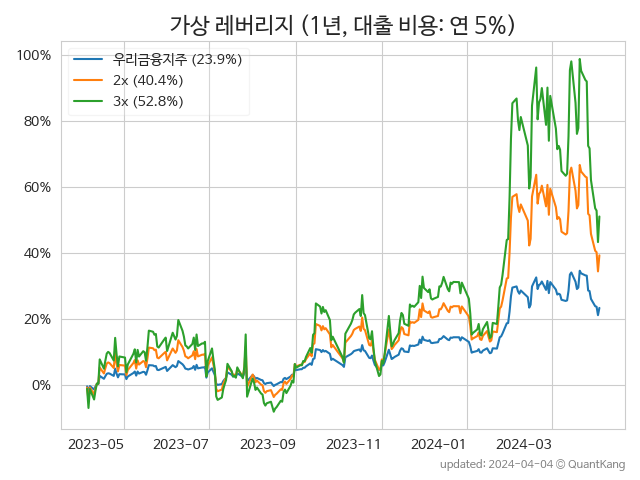 가상 레버리지 (1년, 대출 비용: 연 5%)
우리금융지주 (23.9%)
2x (40.4%)
3x (52.8%)
100%
80%
60%
40%
20%
0%
2023-05 2023-07 2023-09 2023-11 2024-01 2024-03
updated: 2024-04-04 © QuantKang